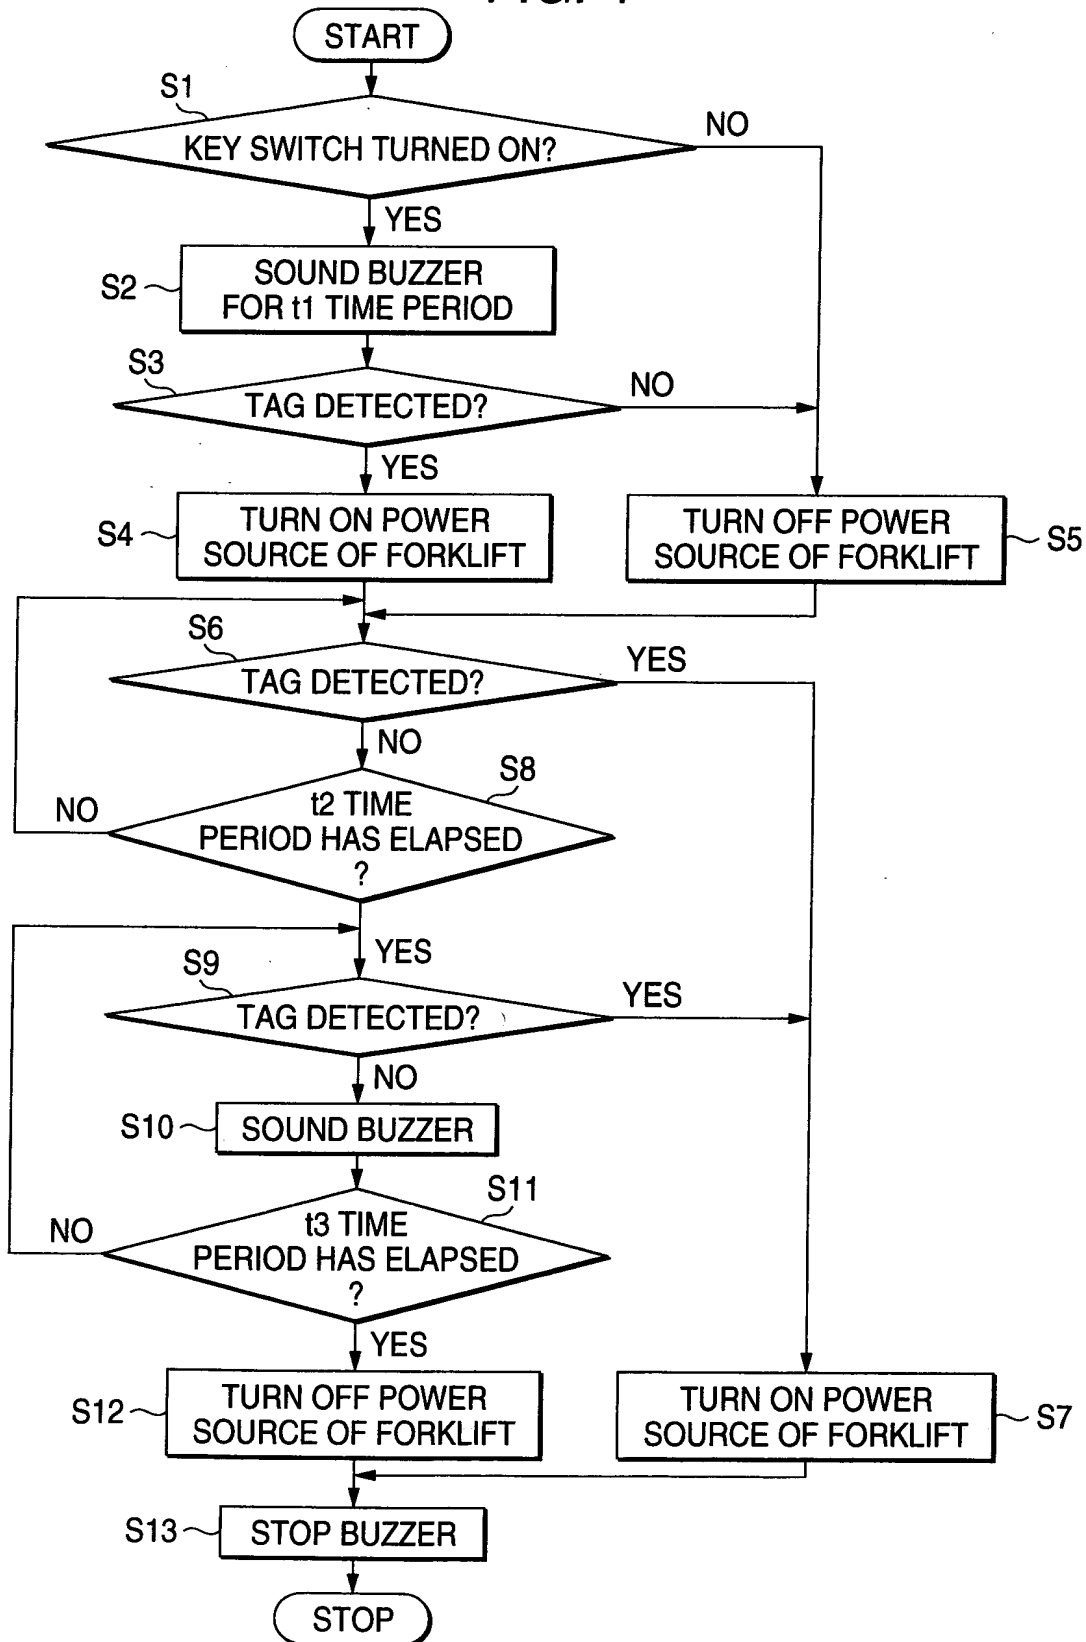 START
S1
KEY SWITCH TURNED ON?
NO
YES
S2
SOUND BUZZER
FOR t1 TIME PERIOD
S3
TAG DETECTED?
NO
YES
S4
TURN ON POWER
SOURCE OF FORKLIFT
TURN OFF POWER
SOURCE OF FORKLIFT
S5
S6
TAG DETECTED?
YES
NO
S8
t2 TIME
PERIOD HAS ELAPSED
?
NO
YES
S9
TAG DETECTED?
YES
NO
S10
SOUND BUZZER
S11
t3 TIME
PERIOD HAS ELAPSED
?
NO
YES
S12
TURN OFF POWER
SOURCE OF FORKLIFT
TURN ON POWER
SOURCE OF FORKLIFT
S7
S13
STOP BUZZER
STOP